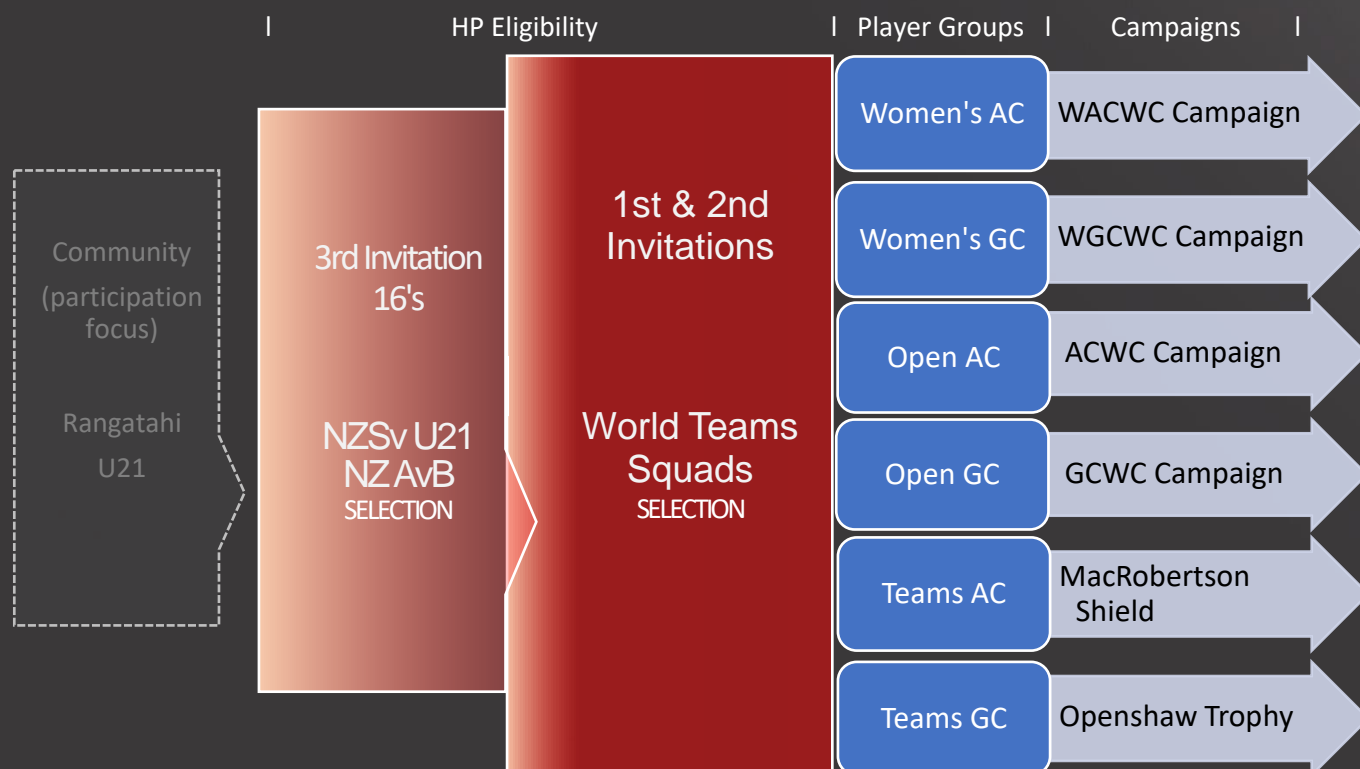 HP Eligibility
Player Groups
Campaigns
Community
(participation
focus)
Rangatahi
U21
3rd Invitation
16's
NZSv U21
NZ AvB
SELECTION
1st & 2nd
Invitations
World Teams
Squads
SELECTION
Women's AC
WACWC Campaign
Women's GC
WGCWC Campaign
Open AC
ACWC Campaign
Open GC
GCWC Campaign
Teams AC
MacRobertson
Shield
Teams GC
Openshaw Trophy